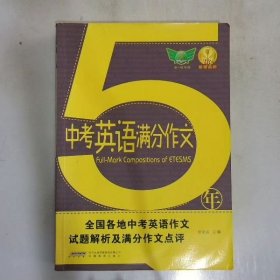 5年
中考英语满分作文
Full-Mark Compositions of ETESMS
全国各地中考英语作文
试题解析及满分作文点评